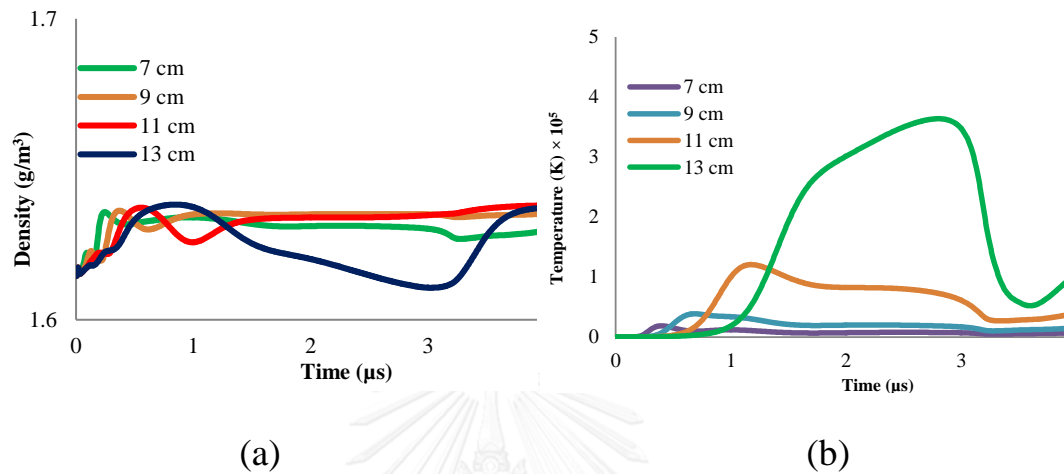 1.7
7 cm
9 cm
11 cm
13 cm
Density (g/m³)
1.6
0
1
2
3
Time (µs)
(a)
5
4
3
2
1
0
7 cm
9 cm
11 cm
13 cm
Temperature (K) × 10⁵
0
1
2
3
Time (µs)
(b)